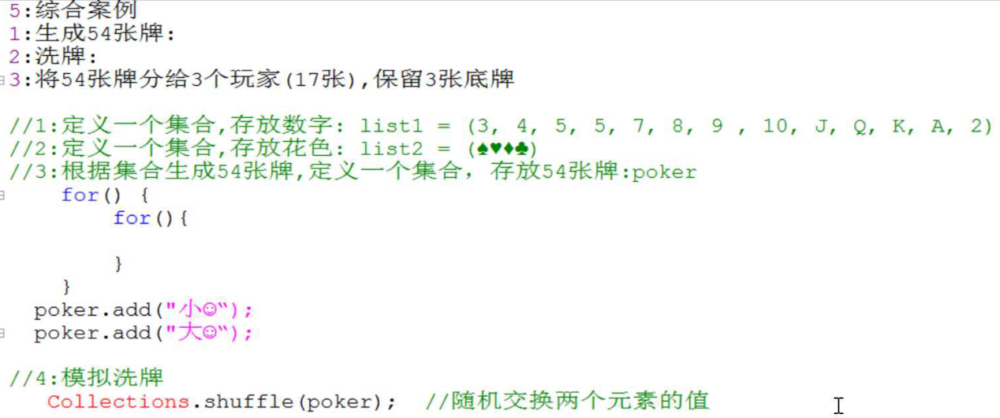 5:综合案例
1:生成54张牌:
2:洗牌:
3:将54张牌分给3个玩家(17张),保留3张底牌
//1:定义一个集合,存放数字: list1 = (3, 4, 5, 5, 7, 8, 9 , 10, J, Q, K, A, 2)
//2:定义一个集合,存放花色: list2 = (♠♥♦♣)
//3:根据集合生成54张牌,定义一个集合，存放54张牌:poker
for() {
for(){
}
}
poker.add("小☺‟);
poker.add("大☺‟);
//4:模拟洗牌
Collections.shuffle(poker);  //随机交换两个元素的值